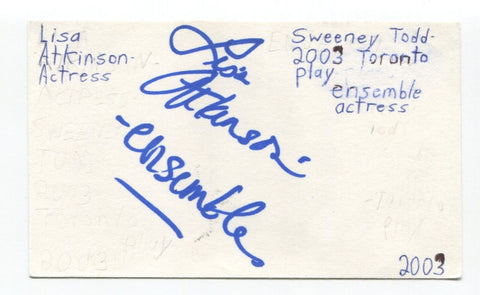 Lisa
Atkinson-
Actress
Lisa
Atkinson-
-ensemble
Sweeney Todd-
2003 Toronto
play
ensemble
actress
2003